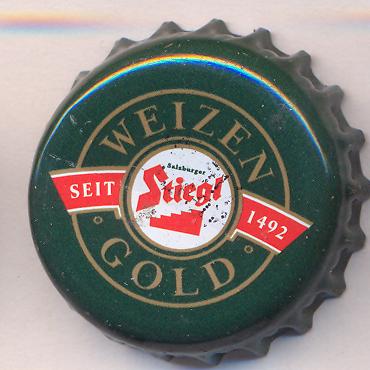 WEIZEN
Salzburger
SEIT Stiegl 1492
GOLD